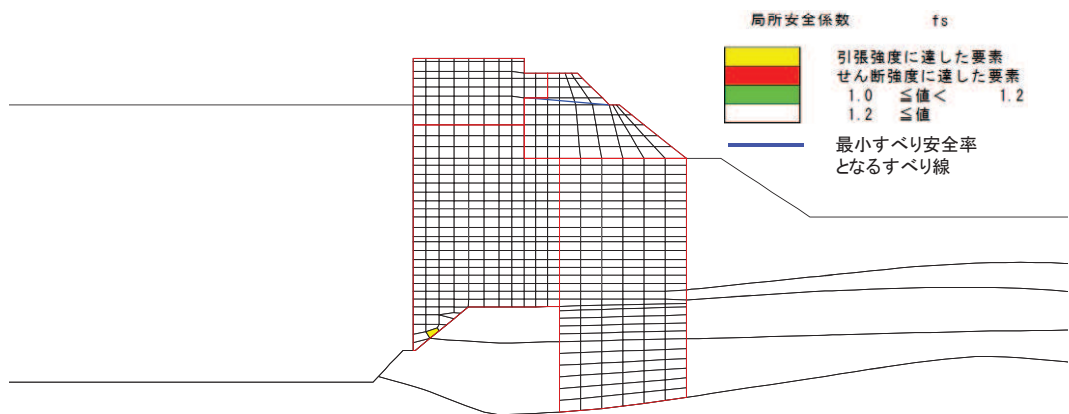 局所安全係数 fs
引張強度に達した要素
せん断強度に達した要素
1.0 ≦値< 1.2
1.2 ≦値
最小すべり安全率
となるすべり線